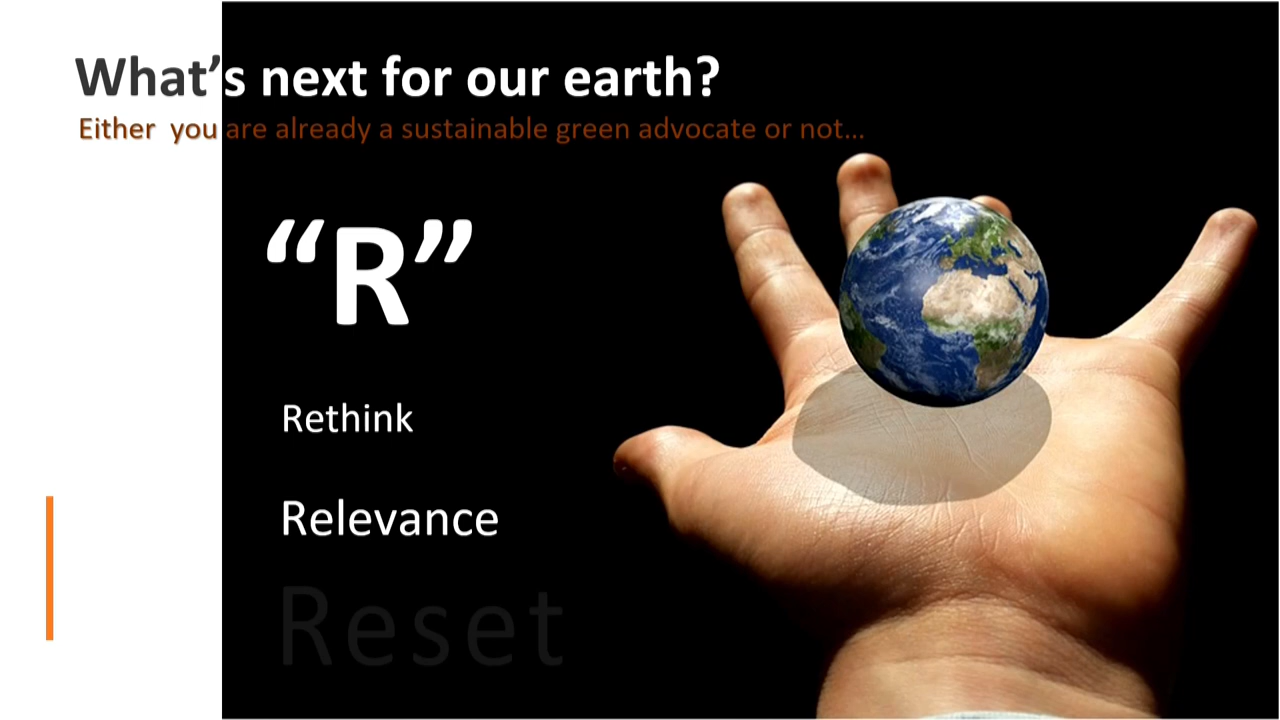 What’s next for our earth?
Either you are already a sustainable green advocate or not...
“R”
Rethink
Relevance
Reset